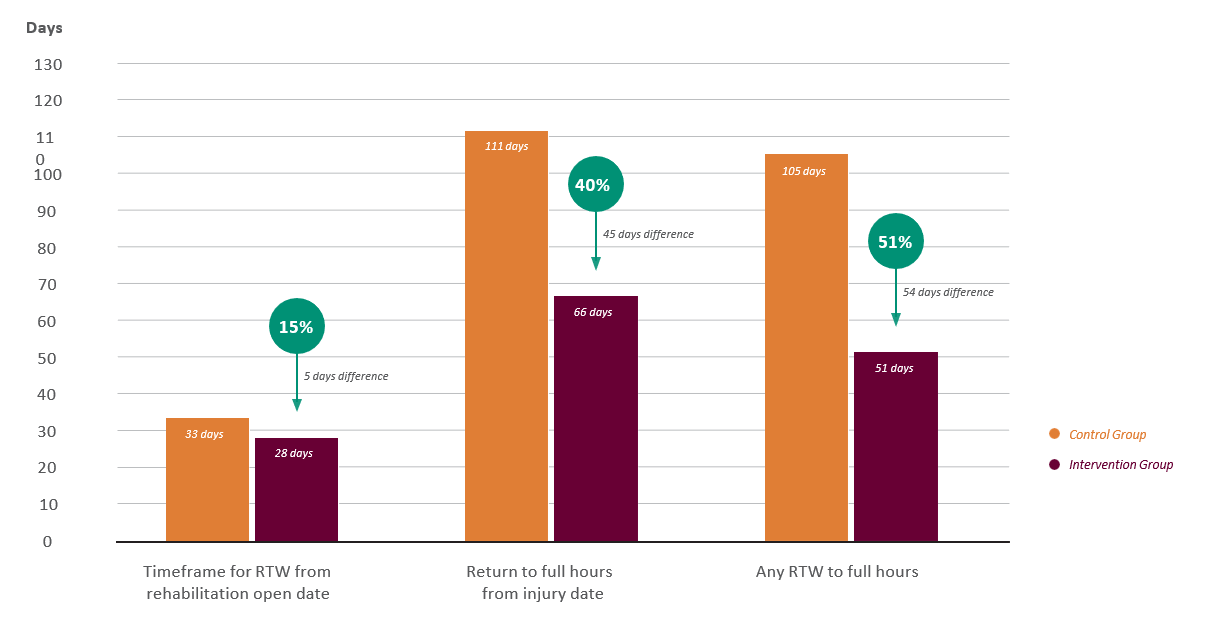 Days
130
120
11
0
100
90
80
70
60
50
40
30
20
10
0
33 days
28 days
15%
5 days difference
111 days
66 days
40%
45 days difference
105 days
51 days
51%
54 days difference
Timeframe for RTW from
rehabilitation open date
Return to full hours
from injury date
Any RTW to full hours
Control Group
Intervention Group